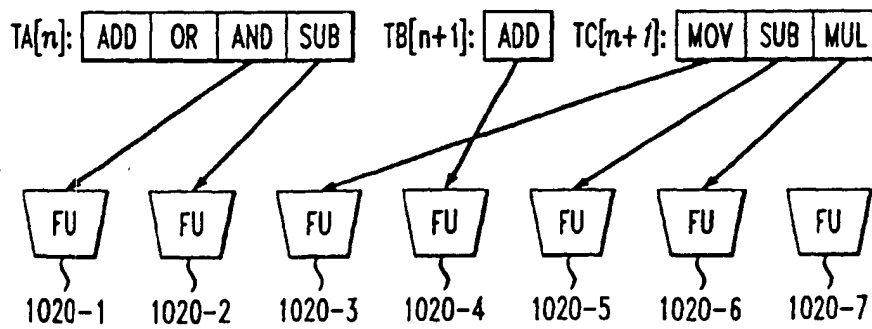 TA[n]: ADD OR AND SUB TB[n+1]: ADD TC[n+1]: MOV SUB MUL
FU FU FU FU FU FU FU
1020-1 1020-2 1020-3 1020-4 1020-5 1020-6 1020-7